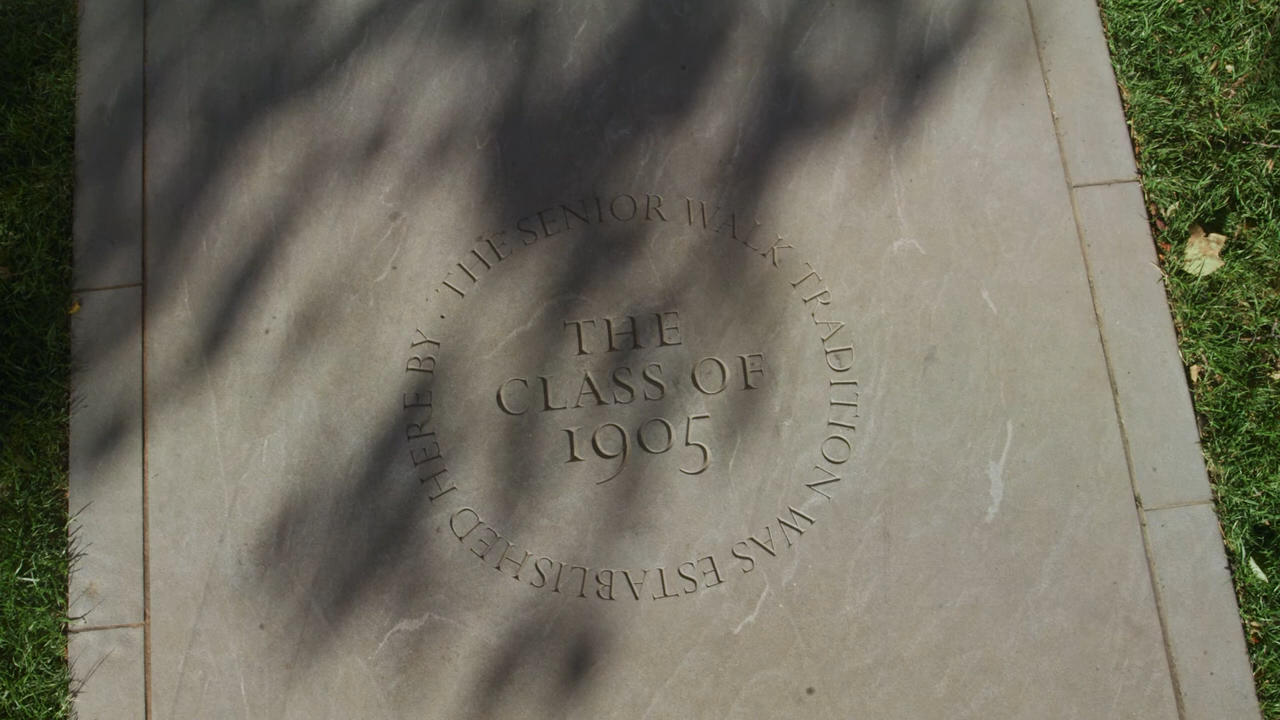 · THE SENIOR WALK TRADITION WAS ESTABLISHED HERE BY
THE
CLASS OF
1905